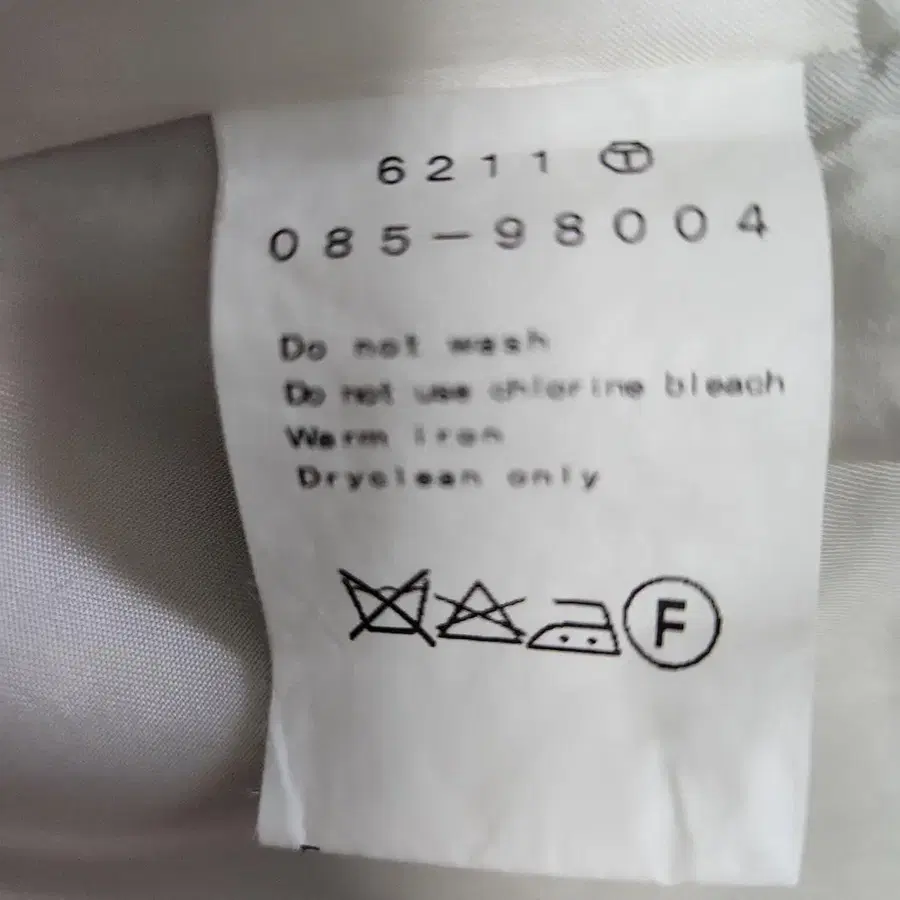 6211 Ⓣ
085-98004
Do not wash
Do not use chlorine bleach
Warm iron
Dryclean only
F